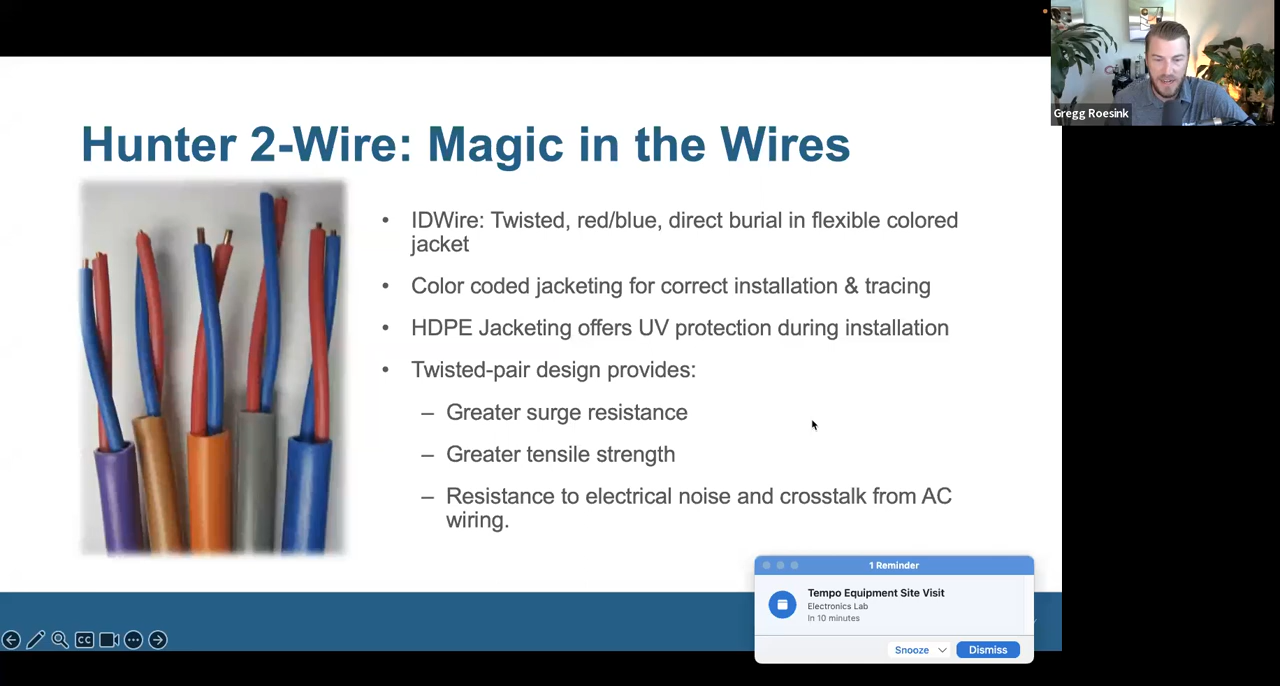 Gregg Roesink
Hunter 2-Wire: Magic in the Wires
• IDWire: Twisted, red/blue, direct burial in flexible colored
jacket
• Color coded jacketing for correct installation & tracing
• HDPE Jacketing offers UV protection during installation
• Twisted-pair design provides:
– Greater surge resistance
– Greater tensile strength
– Resistance to electrical noise and crosstalk from AC
wiring.
1 Reminder
Tempo Equipment Site Visit
Electronics Lab
In 10 minutes
Snooze
Dismiss
CC